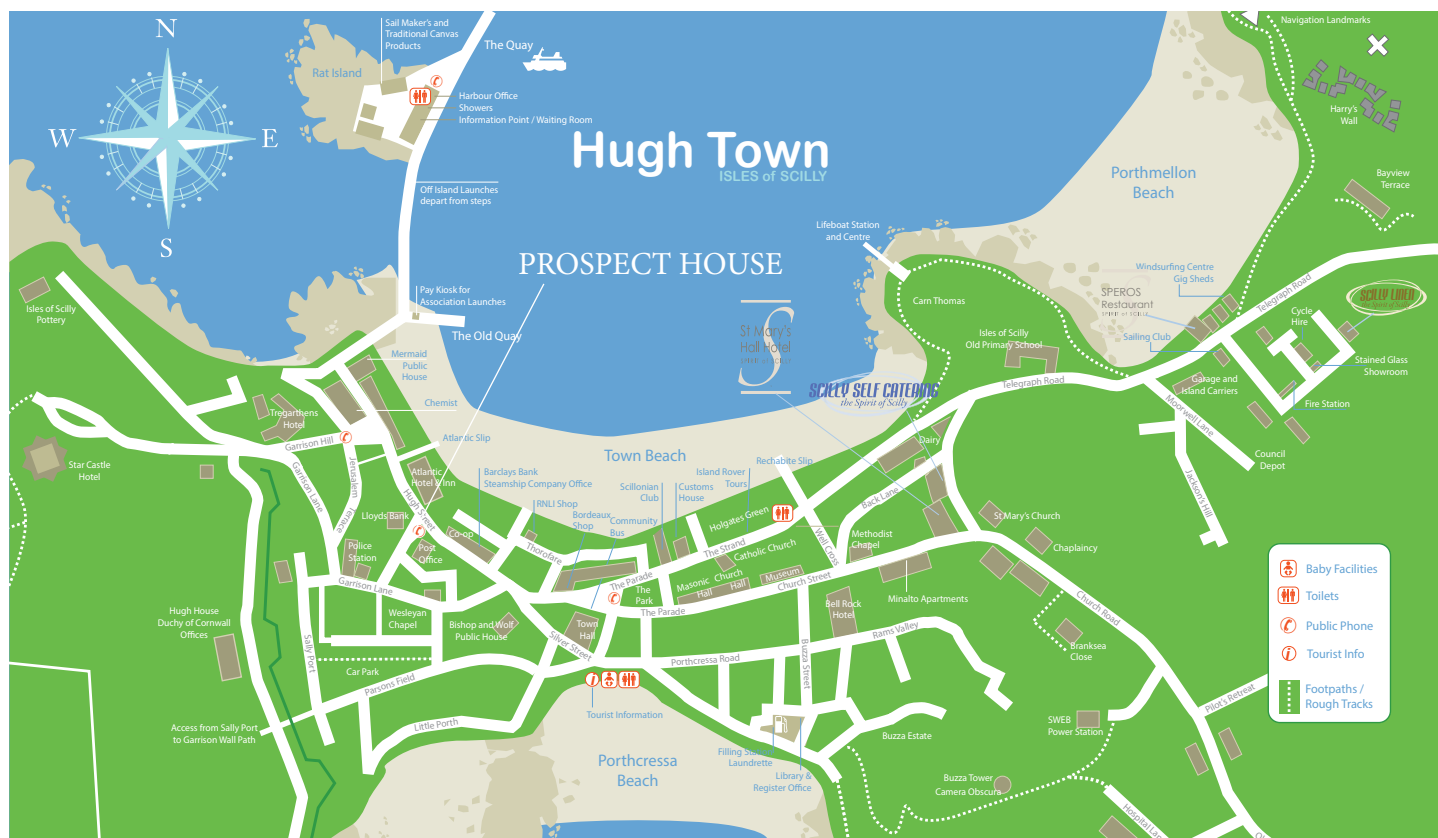 N
W
E
S
Sail Maker's and
Traditional Canvas
Products
The Quay
Rat Island
Harbour Office
Showers
Information Point / Waiting Room
Hugh Town
ISLES of SCILLY
Off Island Launches
depart from steps
PROSPECT HOUSE
Pay Kiosk for
Association Launches
The Old Quay
Navigation Landmarks
Harry's
Wall
Porthmellon
Beach
Bayview
Terrace
Lifeboat Station
and Centre
Carn Thomas
Windsurfing Centre
Gig Sheds
SPEROS
Restaurant
SPIRIT of SCILLY
Sailing Club
Telegraph Road
SCILLY LINEN
the Spirit of Scilly
Cycle
Hire
Stained Glass
Showroom
Fire Station
Garage and
Island Carriers
Council
Depot
Moorwell Lane
Jackson's Hill
Isles of Scilly
Old Primary School
Telegraph Road
St Mary's
Hall Hotel
SPIRIT of SCILLY
S
SCILLY SELF CATERING
the Spirit of Scilly
Isles of Scilly
Pottery
Mermaid
Public
House
Chemist
Tregarthens
Hotel
Garrison Hill
Atlantic Slip
Star Castle
Hotel
Garrison Lane
Jerusalem
Terrace
Atlantic
Hotel & Inn
Hugh Street
Lloyds Bank
Police
Station
Post
Office
Co-op
Barclays Bank
Steamship Company Office
RNLI Shop
Bordeaux
Shop
Community
Bus
Town Beach
Scillonian
Club
Customs
House
Island Rover
Tours
Rechabite Slip
Holgates Green
Thorofare
The Strand
The Parade
The
Park
The Parade
Masonic
Hall
Church
Hall
Catholic Church
Museum
Church Street
Well Cross
Back Lane
Dairy
Methodist
Chapel
St Mary's Church
Chaplaincy
Minalto Apartments
Church Road
Bell Rock
Hotel
Rams Valley
Buzza Street
Branksea
Close
Garrison Lane
Wesleyan
Chapel
Bishop and Wolf
Public House
Town
Hall
Silver Street
Porthcressa Road
Hugh House
Duchy of Cornwall
Offices
Sally Port
Car Park
Parsons Field
Little Porth
Access from Sally Port
to Garrison Wall Path
Tourist Information
Porthcressa
Beach
Filling Station
Laundrette
Library &
Register Office
Buzza Estate
Buzza Tower
Camera Obscura
SWEB
Power Station
Pilot's Retreat
Baby Facilities
Toilets
Public Phone
Tourist Info
Footpaths /
Rough Tracks